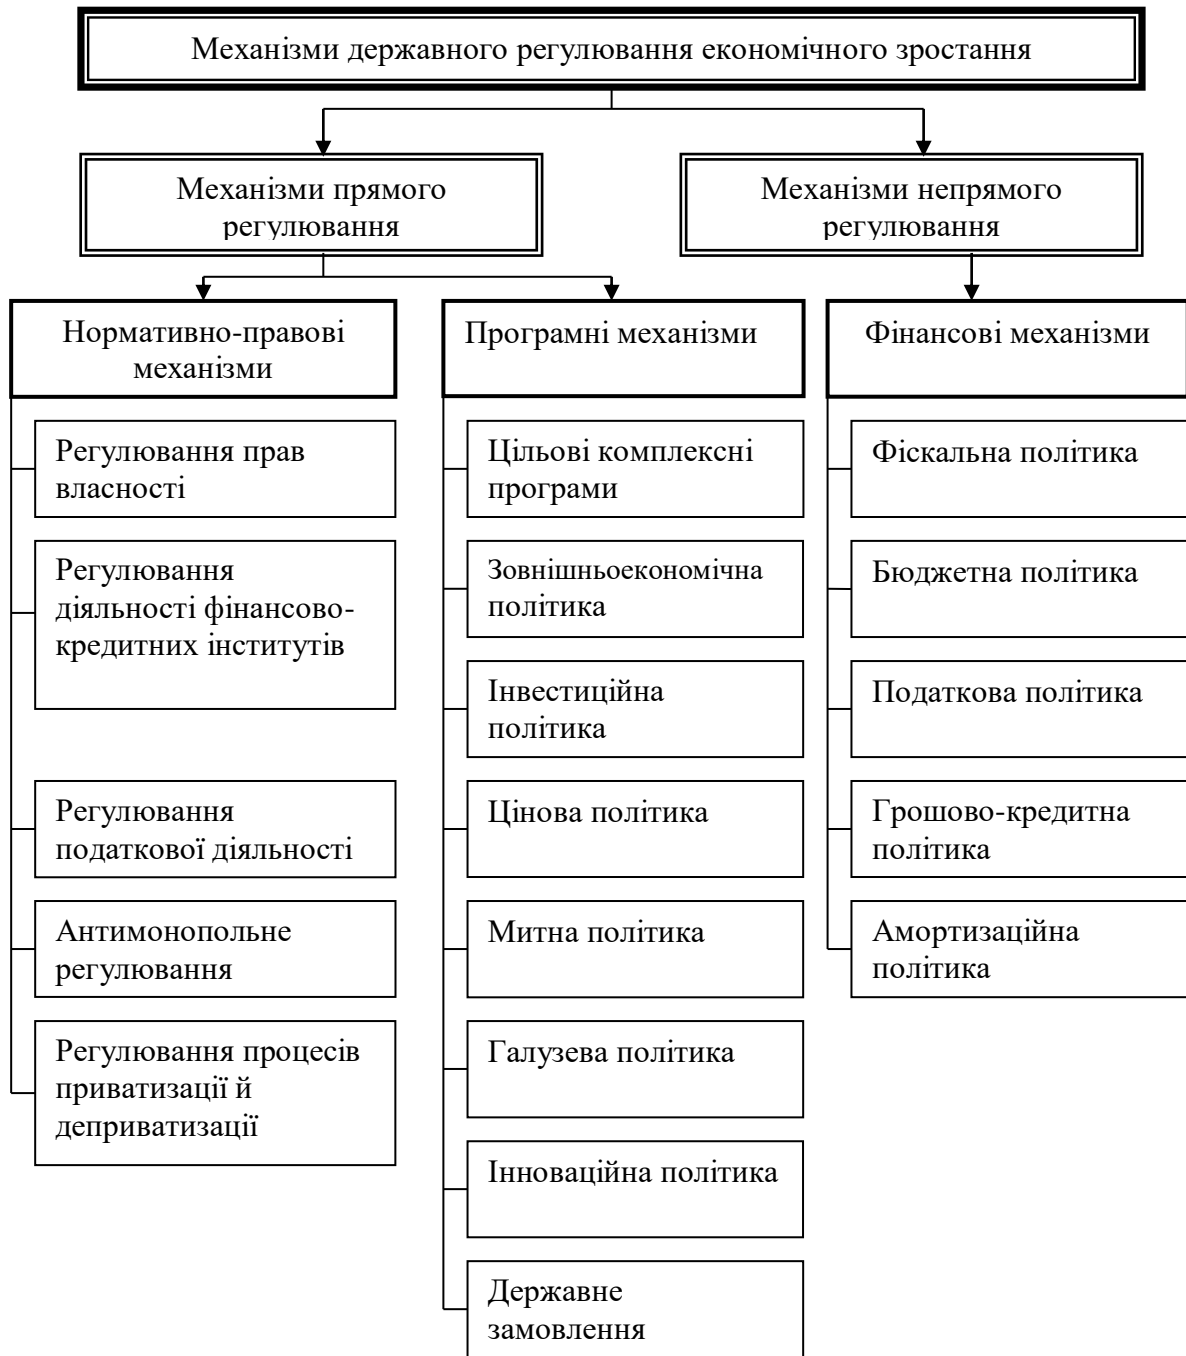 Механізми державного регулювання економічного зростання
Механізми прямого
регулювання
Механізми непрямого
регулювання
Нормативно-правові
механізми
Програмні механізми
Фінансові механізми
Регулювання прав
власності
Регулювання
діяльності фінансово-
кредитних інститутів
Регулювання
податкової діяльності
Антимонопольне
регулювання
Регулювання процесів
приватизації й
деприватизації
Цільові комплексні
програми
Зовнішньоекономічна
політика
Інвестиційна
політика
Цінова політика
Митна політика
Галузева політика
Інноваційна політика
Державне
замовлення
Фіскальна політика
Бюджетна політика
Податкова політика
Грошово-кредитна
політика
Амортизаційна
політика